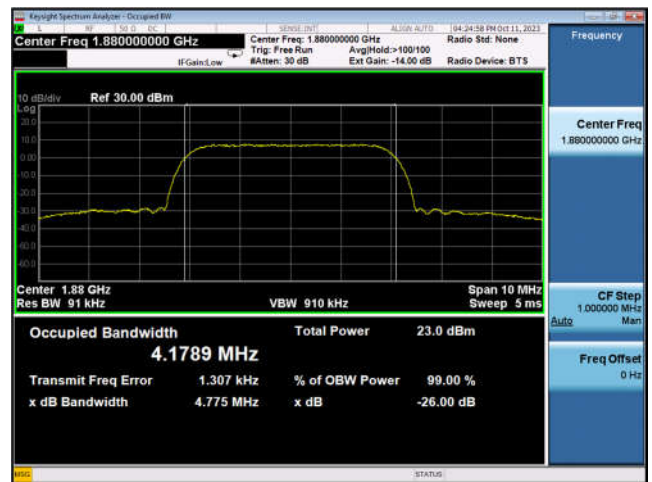 Keysight Spectrum Analyzer - Occupied BW
RF 50 Ω DC SENSE:INT ALIGN AUTO 04:24:58 PM Oct 11, 2023
Center Freq 1.880000000 GHz Center Freq: 1.880000000 GHz Radio Std: None Frequency
Trig: Free Run Avg|Hold:>100/100
IFGain:Low #Atten: 30 dB Ext Gain: -14.00 dB Radio Device: BTS
10 dB/div Ref 30.00 dBm
Log
20.0
10.0
0.00
-10.0
-20.0
-30.0
-40.0
-60.0
Center Freq
1.880000000 GHz
Center 1.88 GHz Span 10 MHz
Res BW 91 kHz VBW 910 kHz Sweep 5 ms
CF Step
1.000000 MHz
Auto Man
Occupied Bandwidth Total Power 23.0 dBm
4.1789 MHz
Transmit Freq Error 1.307 kHz % of OBW Power 99.00 %
x dB Bandwidth 4.775 MHz x dB -26.00 dB
Freq Offset
0 Hz
MSG STATUS